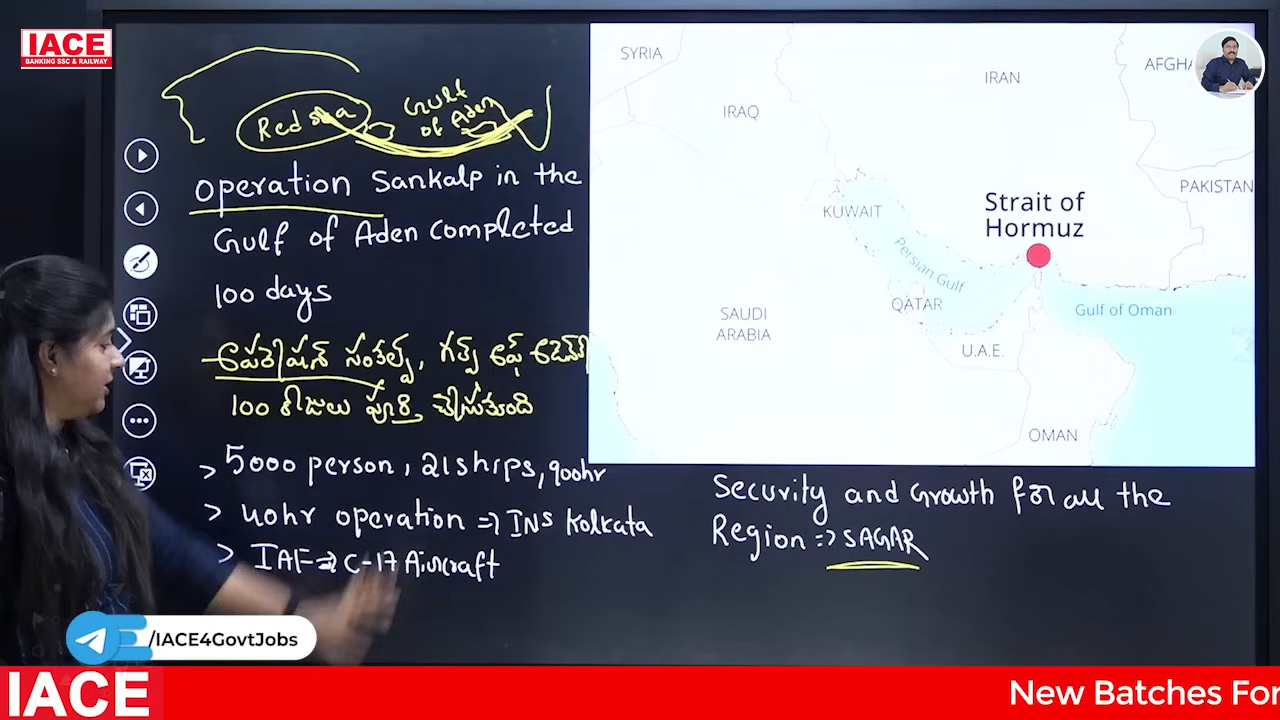 IACE
BANKING SSC & RAILWAY
Red sea
Gulf
of Aden
operation Sankalp in the
Gulf of Aden completed
100 days
ఆపరేషన్ సంకల్ప్, గల్ఫ్ ఆఫ్ ఆడెన్
100 రోజులు పూర్తి చేసుకుంది
> 5000 person, 21 ships, 900hr
> 40hr operation => INS Kolkata
> IAF => C-17 Aircraft
SYRIA
IRAQ
IRAN
AFGHA
PAKISTAN
KUWAIT
Strait of
Hormuz
Persian Gulf
QATAR
Gulf of Oman
SAUDI
ARABIA
U.A.E.
OMAN
Security and Growth for all the
Region => SAGAR
/IACE4GovtJobs
IACE
New Batches For